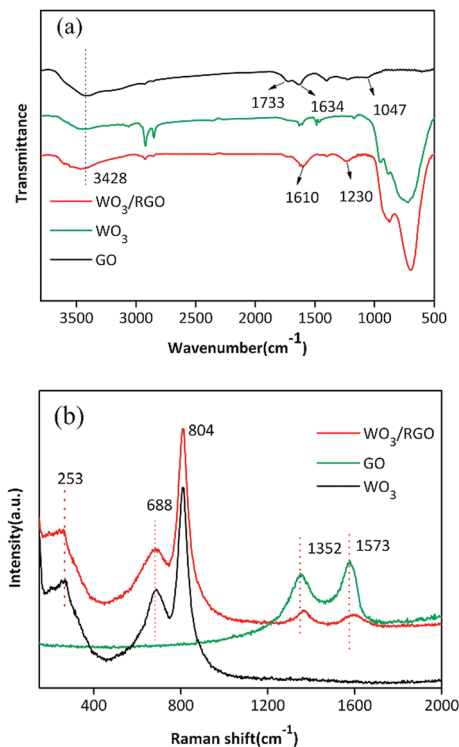 (a)
Transmittance
1733
1634
1047
3428
1610
1230
WO₃/RGO
WO₃
GO
3500 3000 2500 2000 1500 1000 500
Wavenumber(cm⁻¹)
(b)
Intensity(a.u.)
253
688
804
1352
1573
WO₃/RGO
GO
WO₃
400 800 1200 1600 2000
Raman shift(cm⁻¹)